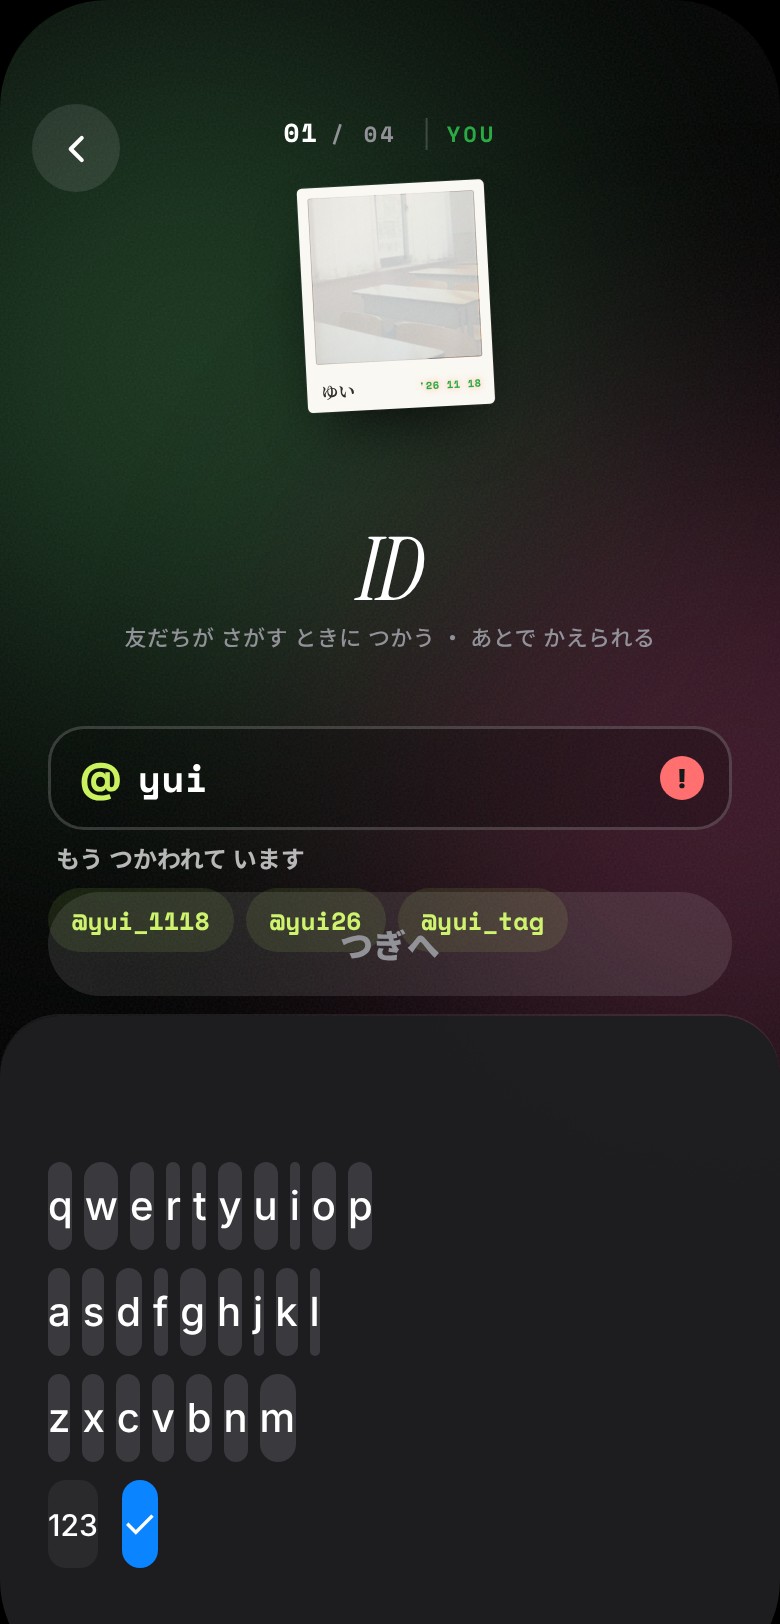 01 / 04 YOU
ゆい '26 11 18
ID
友だちが さがす ときに つかう ・ あとで かえられる
@ yui !
もう つかわれて います
@yui_1118 @yui26 @yui_tag
つぎへ
q w e r t y u i o p
a s d f g h j k l
z x c v b n m
123